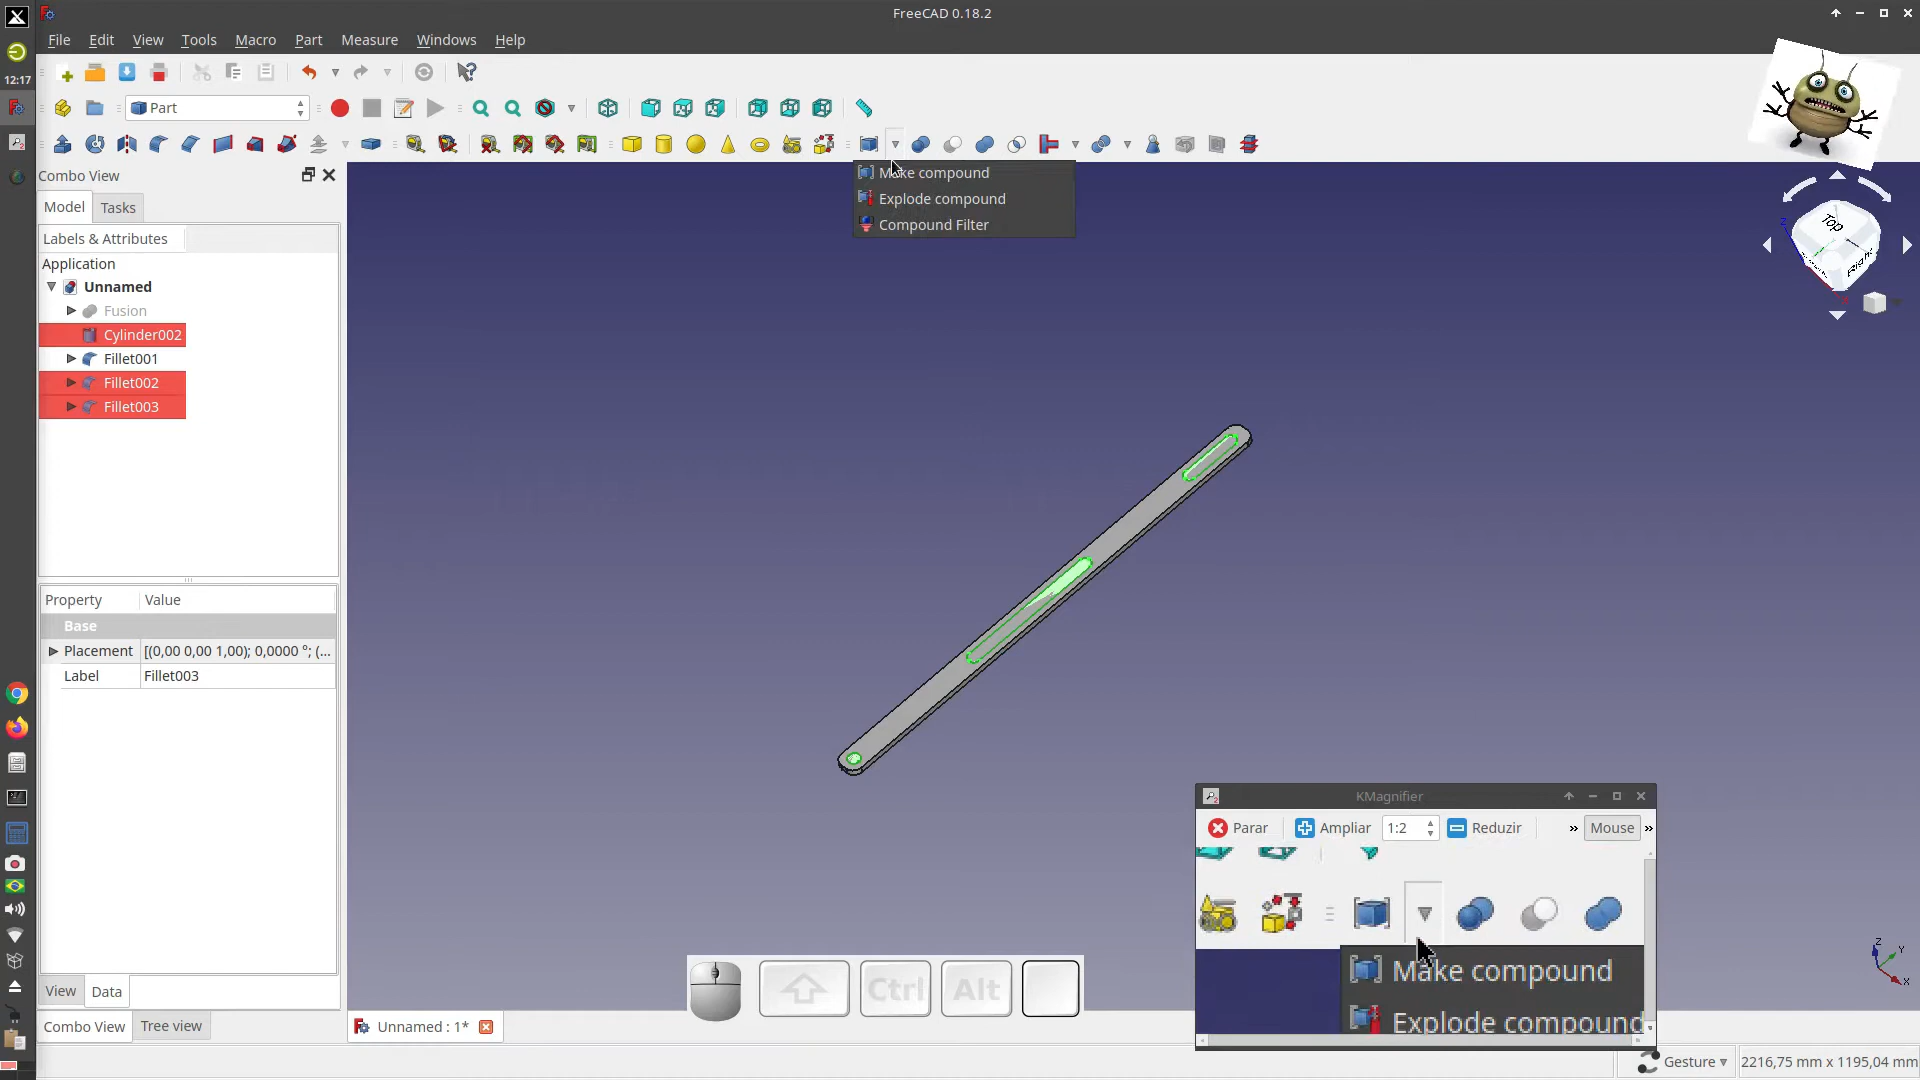 FreeCAD 0.18.2
File Edit View Tools Macro Part Measure Windows Help
12:17
Part
Combo View
Model Tasks
Labels & Attributes
Application
Unnamed
Fusion
Cylinder002
Fillet001
Fillet002
Fillet003
Make compound
Explode compound
Compound Filter
Top
Right
Z
X
Property Value
Base
Placement [(0,00 0,00 1,00); 0,0000 °; (...
Label Fillet003
View Data
Combo View Tree view
Unnamed : 1*
KMagnifier
Parar Ampliar 1:2 Reduzir » Mouse »
Make compound
Explode compound
Ctrl Alt
Z
Y
X
Gesture 2216,75 mm x 1195,04 mm